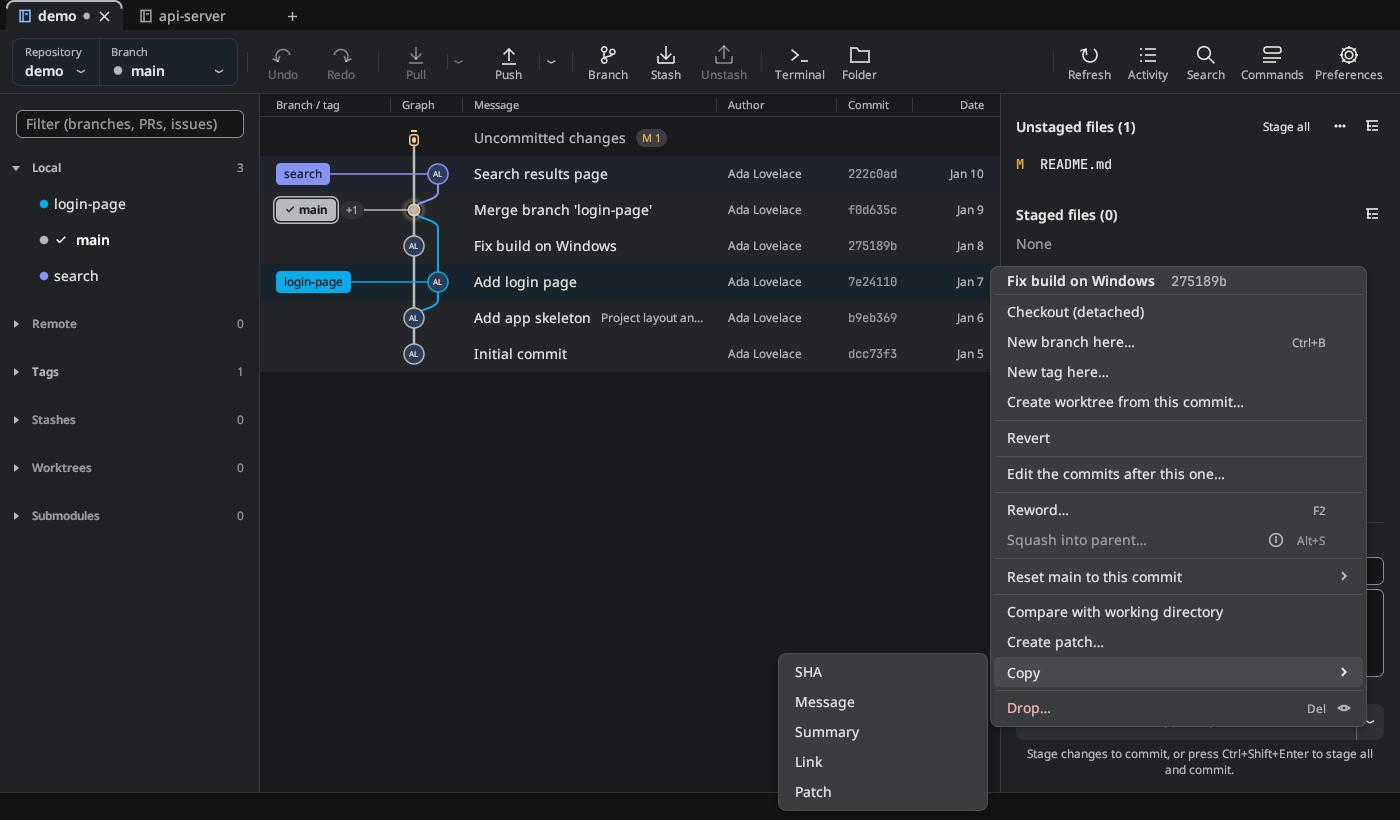 demo
api-server
Repository
demo
Branch
main
Undo
Redo
Pull
Push
Branch
Stash
Unstash
Terminal
Folder
Refresh
Activity
Search
Commands
Preferences
Filter (branches, PRs, issues)
Local 3
login-page
main
search
Remote 0
Tags 1
Stashes 0
Worktrees 0
Submodules 0
Branch / tag Graph Message Author Commit Date
Uncommitted changes M 1
search AL Search results page Ada Lovelace 222c0ad Jan 10
main +1 Merge branch 'login-page' Ada Lovelace f0d635c Jan 9
AL Fix build on Windows Ada Lovelace 275189b Jan 8
login-page AL Add login page Ada Lovelace 7e24110 Jan 7
AL Add app skeleton Project layout an... Ada Lovelace b9eb369 Jan 6
AL Initial commit Ada Lovelace dcc73f3 Jan 5
Unstaged files (1) Stage all
M README.md
Staged files (0)
None
Fix build on Windows 275189b
Checkout (detached)
New branch here... Ctrl+B
New tag here...
Create worktree from this commit...
Revert
Edit the commits after this one...
Reword... F2
Squash into parent... Alt+S
Reset main to this commit
Compare with working directory
Create patch...
Copy
Drop... Del
SHA
Message
Summary
Link
Patch
Stage changes to commit, or press Ctrl+Shift+Enter to stage all
and commit.